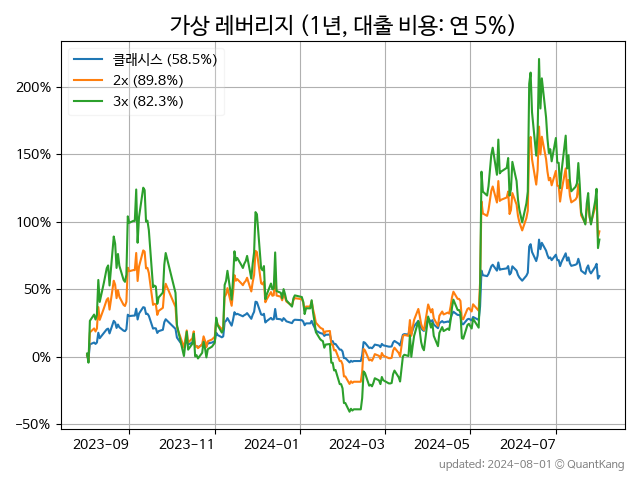 가상 레버리지 (1년, 대출 비용: 연 5%)
클래시스 (58.5%)
2x (89.8%)
3x (82.3%)
200%
150%
100%
50%
0%
−50%
2023-09 2023-11 2024-01 2024-03 2024-05 2024-07
updated: 2024-08-01 © QuantKang